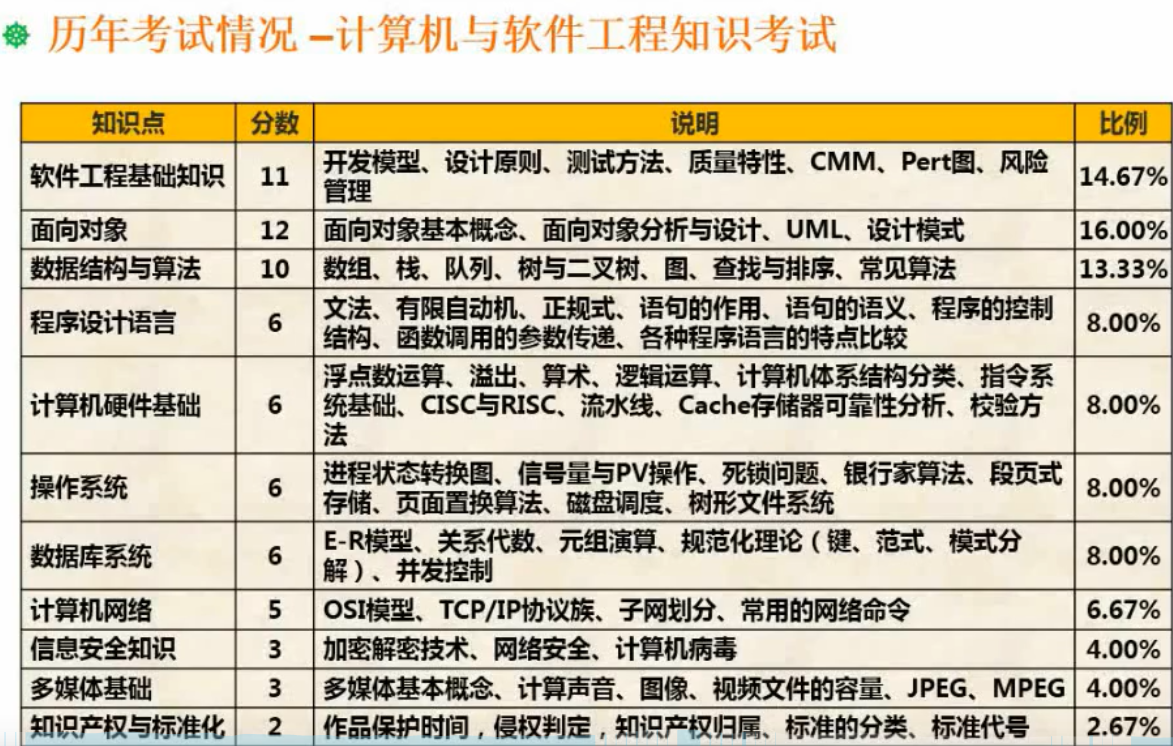 历年考试情况 –计算机与软件工程知识考试
知识点 分数 说明 比例
软件工程基础知识 11 开发模型、设计原则、测试方法、质量特性、CMM、Pert图、风险
管理 14.67%
面向对象 12 面向对象基本概念、面向对象分析与设计、UML、设计模式 16.00%
数据结构与算法 10 数组、栈、队列、树与二叉树、图、查找与排序、常见算法 13.33%
程序设计语言 6 文法、有限自动机、正规式、语句的作用、语句的语义、程序的控制
结构、函数调用的参数传递、各种程序语言的特点比较 8.00%
计算机硬件基础 6 浮点数运算、溢出、算术、逻辑运算、计算机体系结构分类、指令系
统基础、CISC与RISC、流水线、Cache存储器可靠性分析、校验方
法 8.00%
操作系统 6 进程状态转换图、信号量与PV操作、死锁问题、银行家算法、段页式
存储、页面置换算法、磁盘调度、树形文件系统 8.00%
数据库系统 6 E-R模型、关系代数、元组演算、规范化理论（键、范式、模式分
解）、并发控制 8.00%
计算机网络 5 OSI模型、TCP/IP协议族、子网划分、常用的网络命令 6.67%
信息安全知识 3 加密解密技术、网络安全、计算机病毒 4.00%
多媒体基础 3 多媒体基本概念、计算声音、图像、视频文件的容量、JPEG、MPEG 4.00%
知识产权与标准化 2 作品保护时间，侵权判定，知识产权归属、标准的分类、标准代号 2.67%